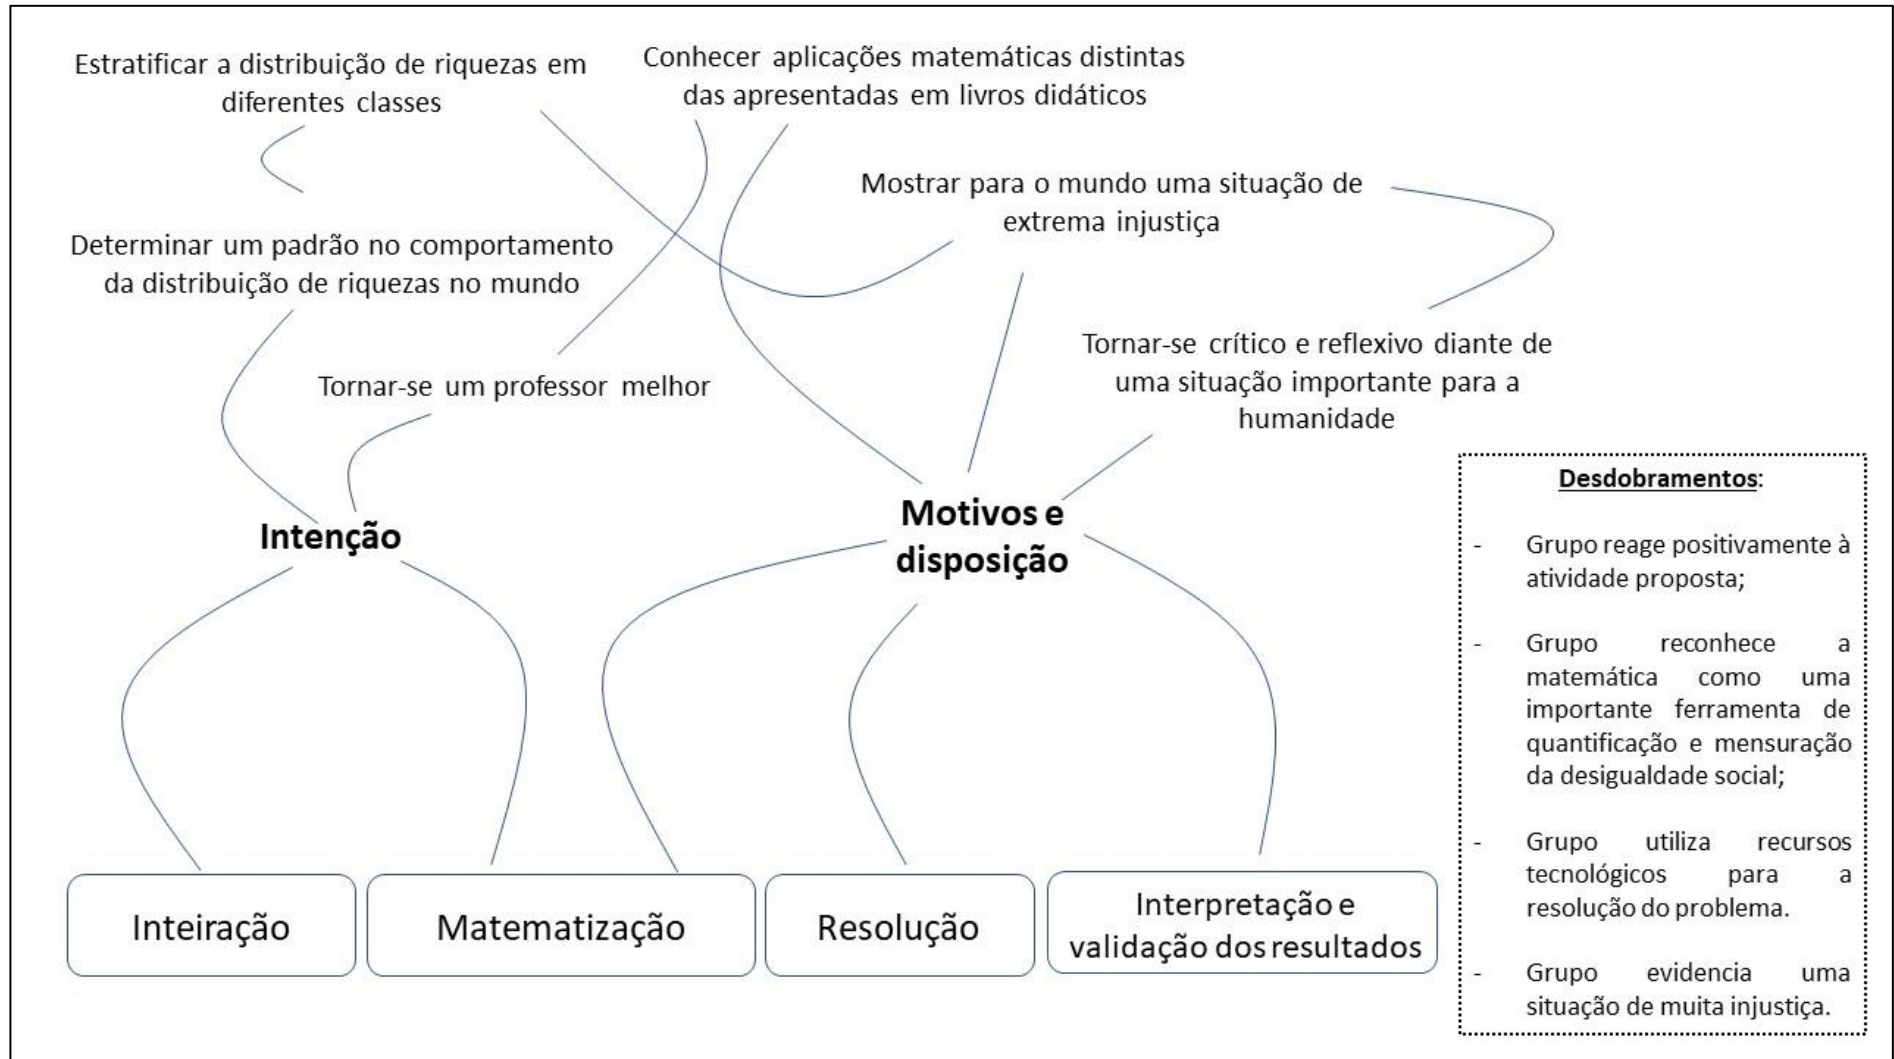 Estratificar a distribuição de riquezas em
diferentes classes
Conhecer aplicações matemáticas distintas
das apresentadas em livros didáticos
Mostrar para o mundo uma situação de
extrema injustiça
Determinar um padrão no comportamento
da distribuição de riquezas no mundo
Tornar-se um professor melhor
Tornar-se crítico e reflexivo diante de
uma situação importante para a
humanidade
Intenção
Motivos e
disposição
Inteiração
Matematização
Resolução
Interpretação e
validação dos resultados
Desdobramentos:
- Grupo reage positivamente à
atividade proposta;
- Grupo reconhece a
matemática como uma
importante ferramenta de
quantificação e mensuração
da desigualdade social;
- Grupo utiliza recursos
tecnológicos para a
resolução do problema.
- Grupo evidencia uma
situação de muita injustiça.